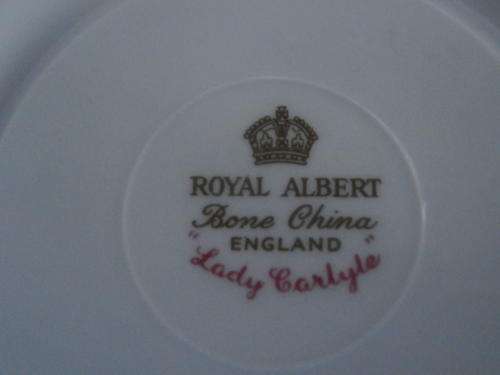 ROYAL ALBERT
Bone China
ENGLAND
"Lady Carlyle"